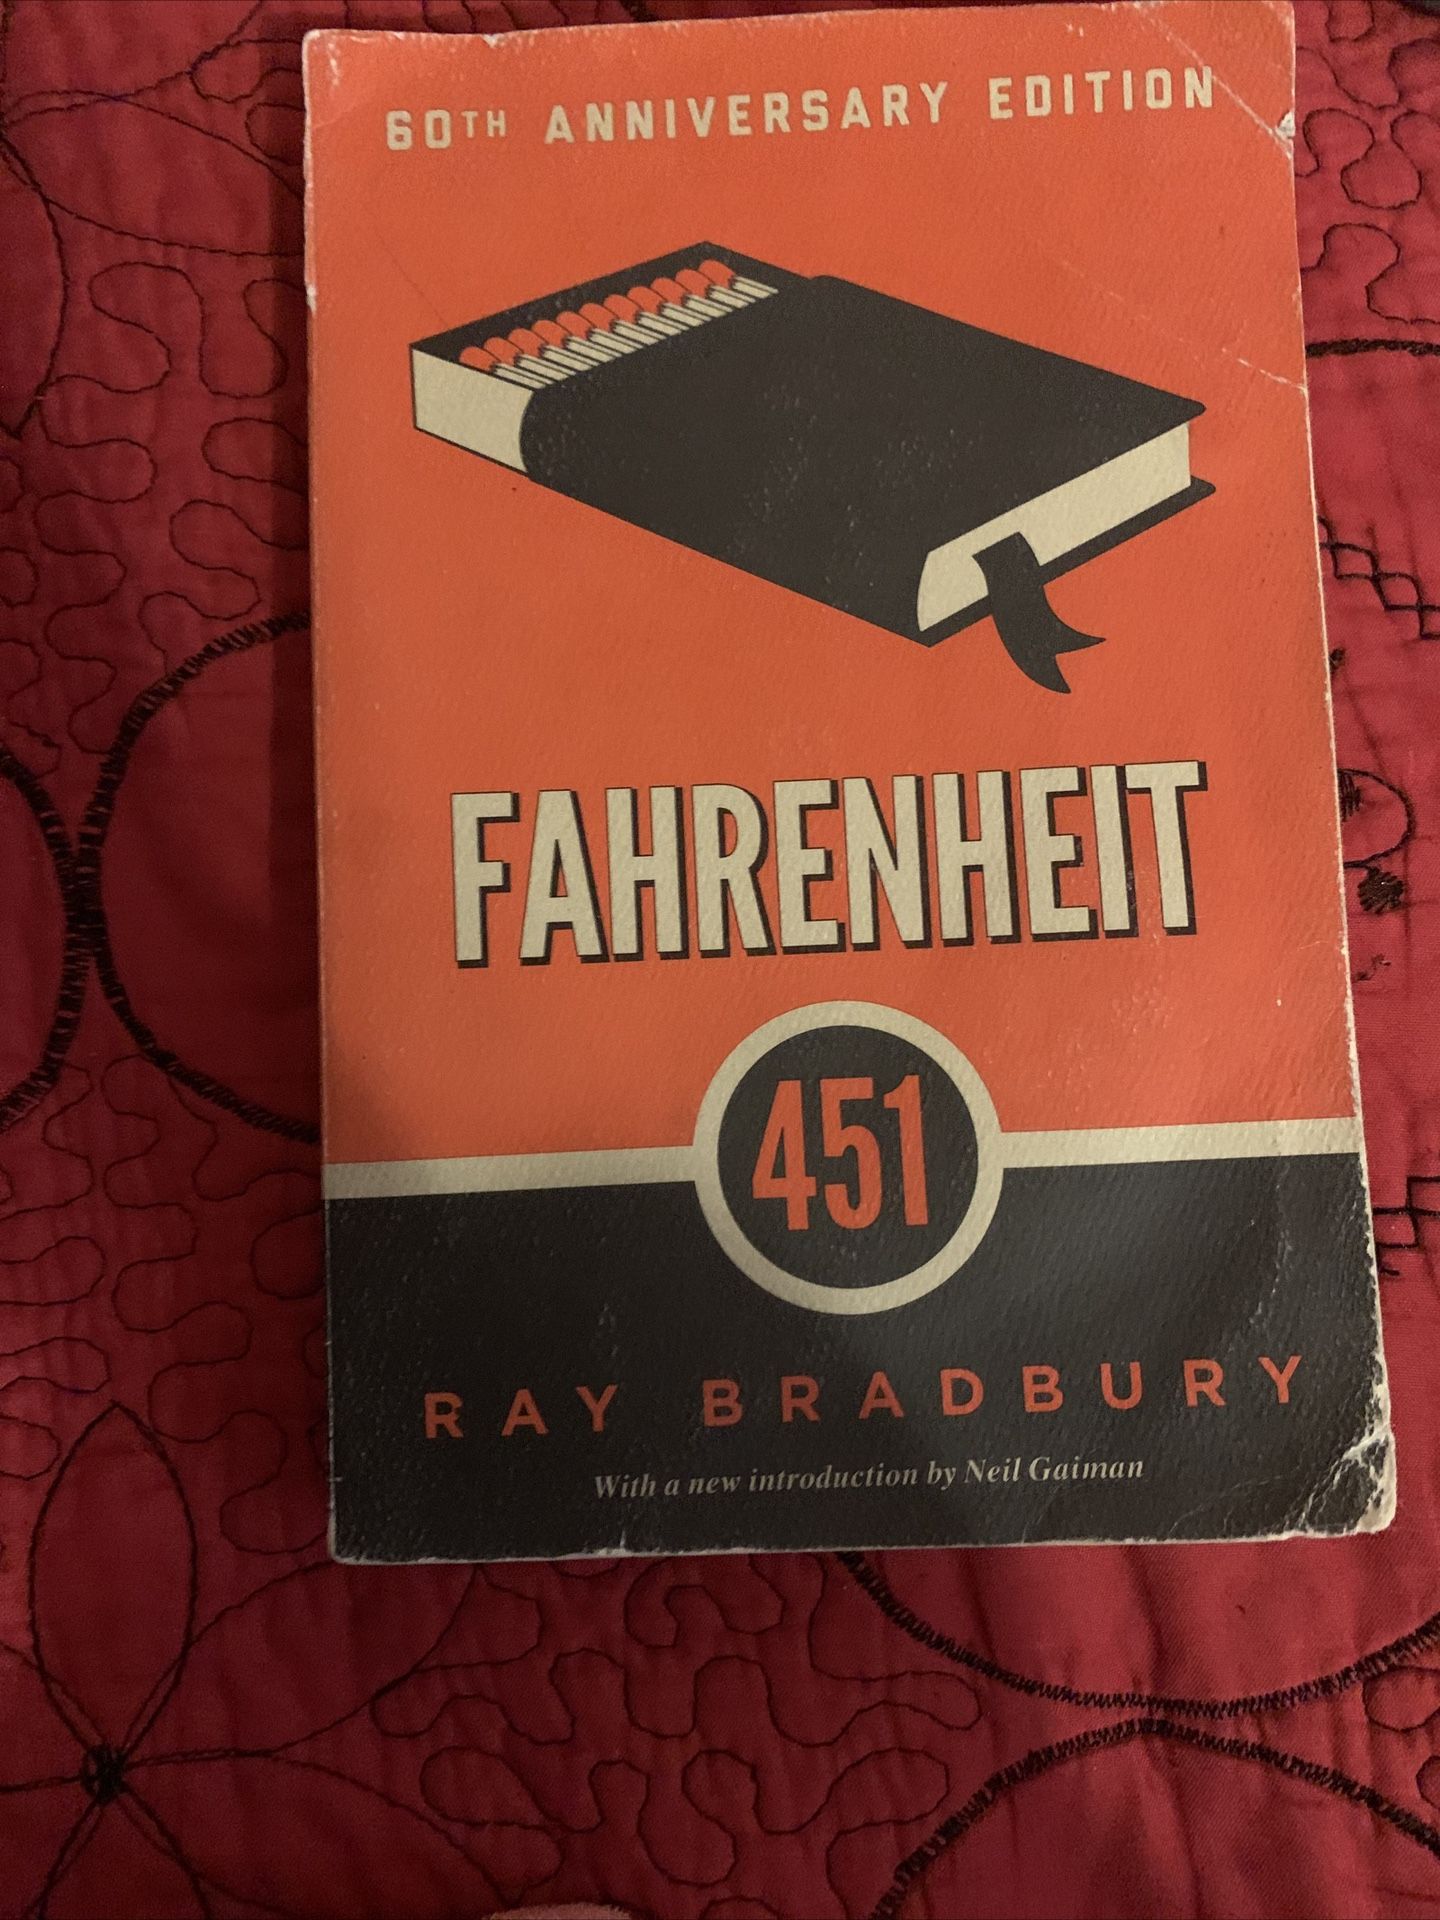 60TH ANNIVERSARY EDITION
FAHRENHEIT
451
RAY BRADBURY
With a new introduction by Neil Gaiman